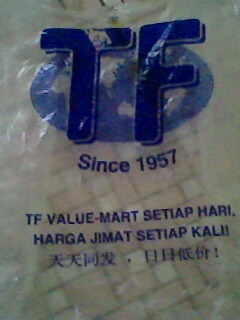 TF
Since 1957
TF VALUE-MART SETIAP HARI,
HARGA JIMAT SETIAP KALI!
天天同发，日日低价！